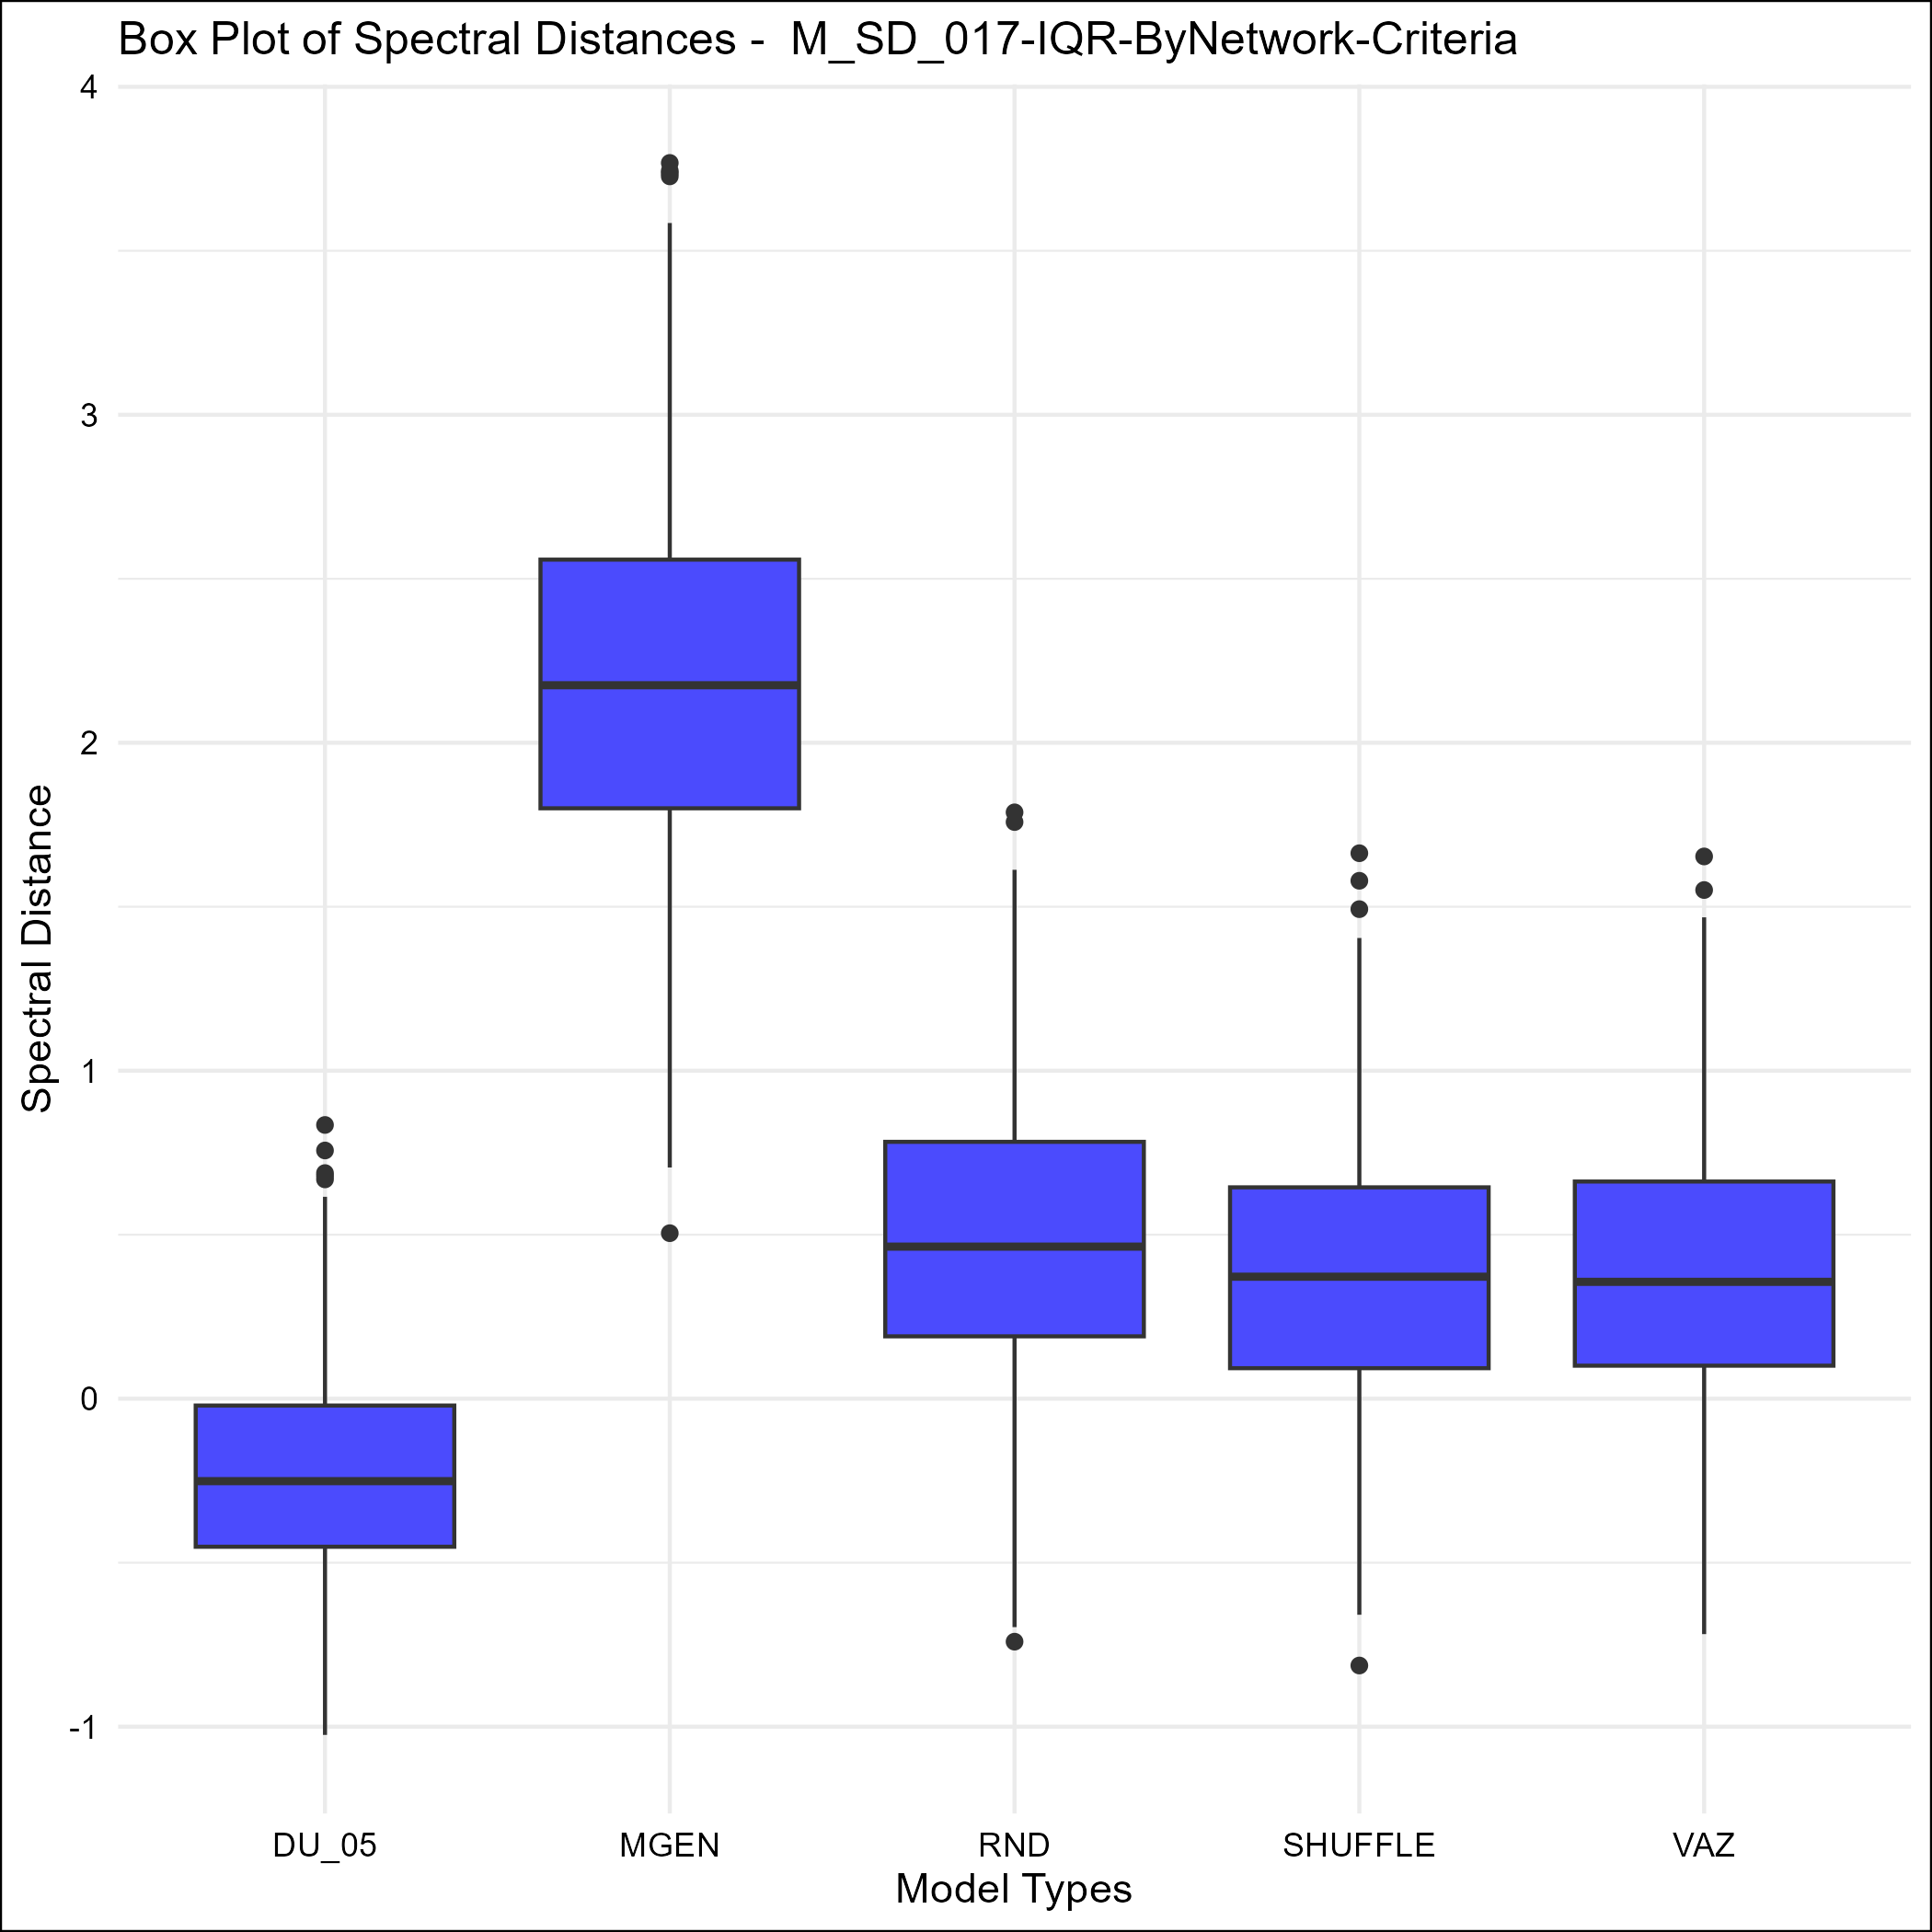 Box Plot of Spectral Distances -  M_SD_017-IQR-ByNetwork-Criteria
4
3
2
1
0
-1
Spectral Distance
DU_05 MGEN RND SHUFFLE VAZ
Model Types